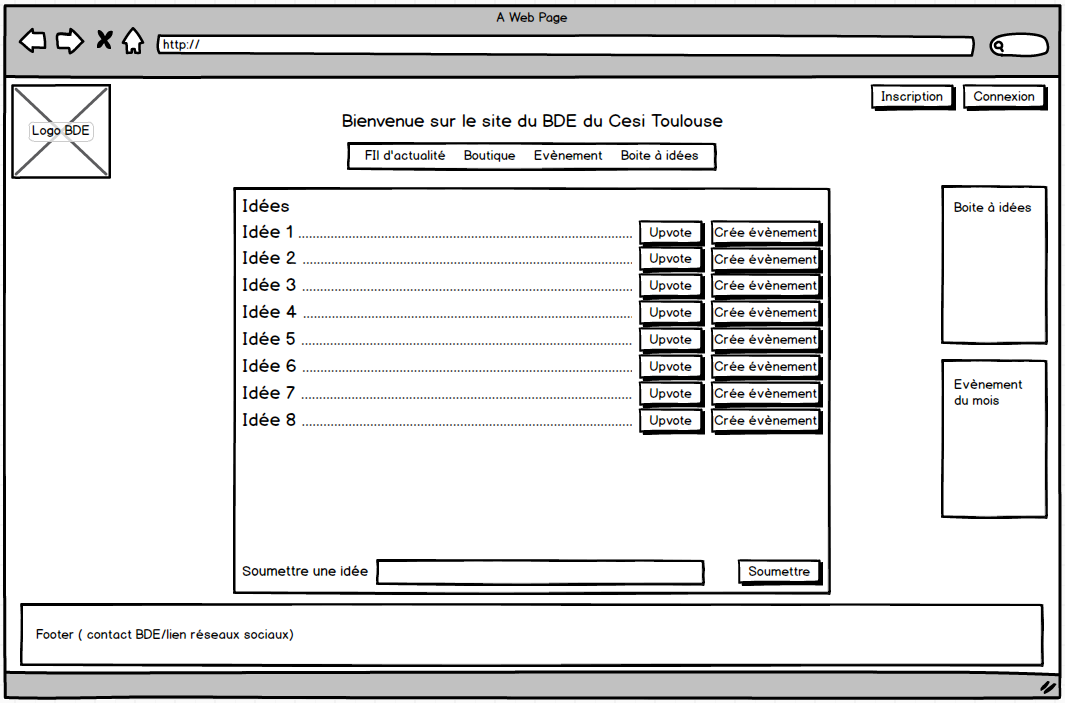 A Web Page
http://
Inscription Connexion
Logo BDE
Bienvenue sur le site du BDE du Cesi Toulouse
FIl d'actualité Boutique Evènement Boite à idées
Idées
Idée 1 Upvote Crée évènement
Idée 2 Upvote Crée évènement
Idée 3 Upvote Crée évènement
Idée 4 Upvote Crée évènement
Idée 5 Upvote Crée évènement
Idée 6 Upvote Crée évènement
Idée 7 Upvote Crée évènement
Idée 8 Upvote Crée évènement
Soumettre une idée Soumettre
Boite à idées
Evènement
du mois
Footer ( contact BDE/lien réseaux sociaux)